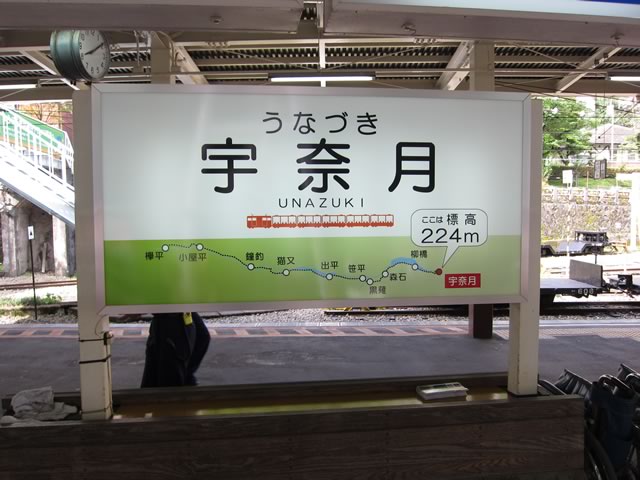 うなづき
宇奈月
UNAZUKI
ここは 標高
224m
欅平 小屋平 鐘釣 猫又 出平 笹平 黒薙 森石 柳橋 宇奈月
608